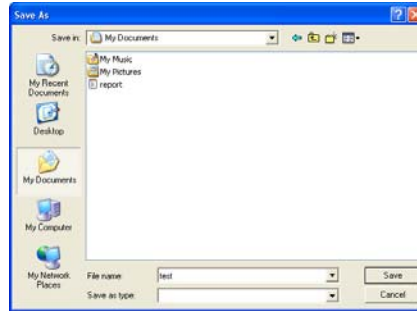 Save As
Save in:
My Documents
My Recent
Documents
Desktop
My Documents
My Computer
My Network
Places
My Music
My Pictures
report
File name:
test
Save
Save as type:
Cancel